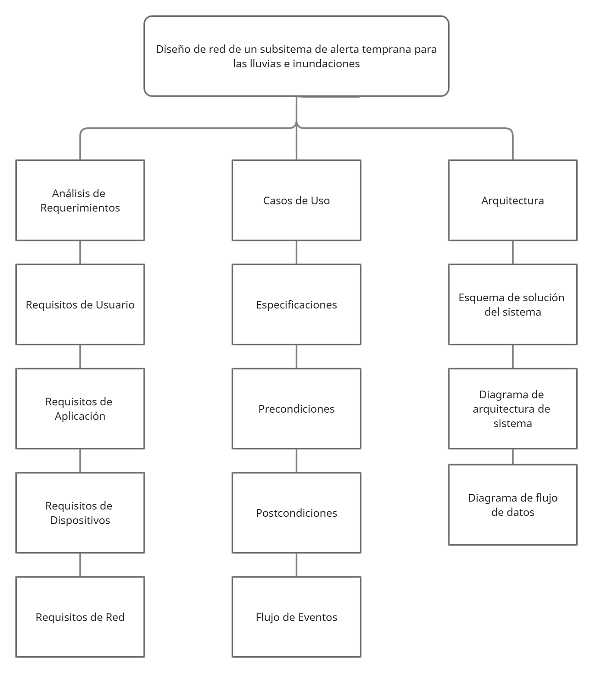 Diseño de red de un subsitema de alerta temprana para
las lluvias e inundaciones
Análisis de
Requerimientos
Casos de Uso
Arquitectura
Requisitos de Usuario
Especificaciones
Esquema de solución
del sistema
Requisitos de
Aplicación
Precondiciones
Diagrama de
arquitectura de
sistema
Requisitos de
Dispositivos
Postcondiciones
Diagrama de flujo
de datos
Requisitos de Red
Flujo de Eventos